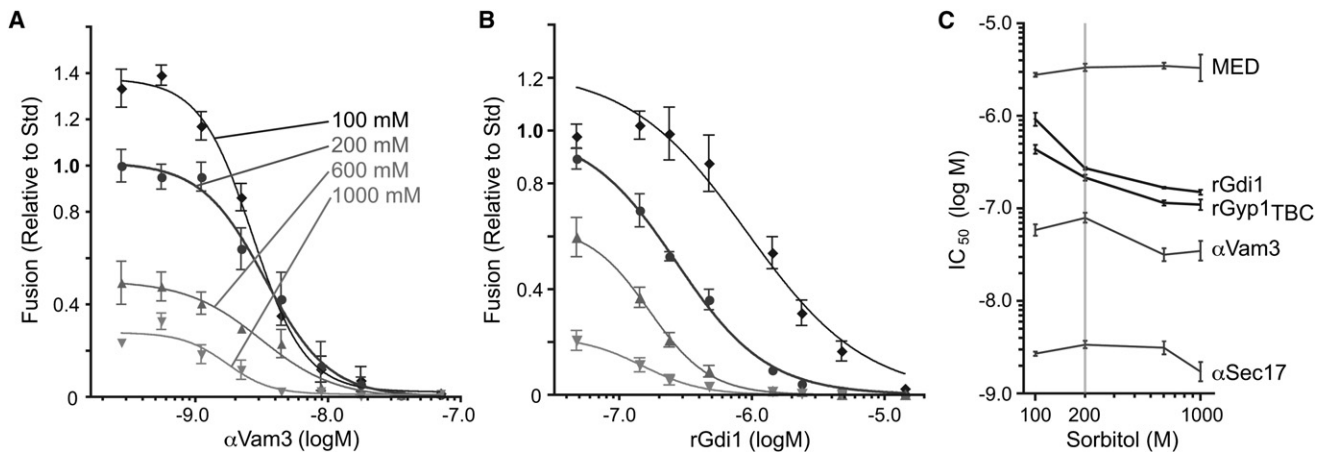 A
Fusion (Relative to Std)
1.4
1.2
1.0
0.8
0.4
0
100 mM
200 mM
600 mM
1000 mM
-9.0
-8.0
-7.0
αVam3 (logM)
B
Fusion (Relative to Std)
1.2
1.0
0.8
0.4
0
-7.0
-6.0
-5.0
rGdi1 (logM)
C
IC50 (log M)
-5.0
-6.0
-7.0
-8.0
-9.0
MED
rGdi1
rGyp1TBC
αVam3
αSec17
100
200
1000
Sorbitol (M)